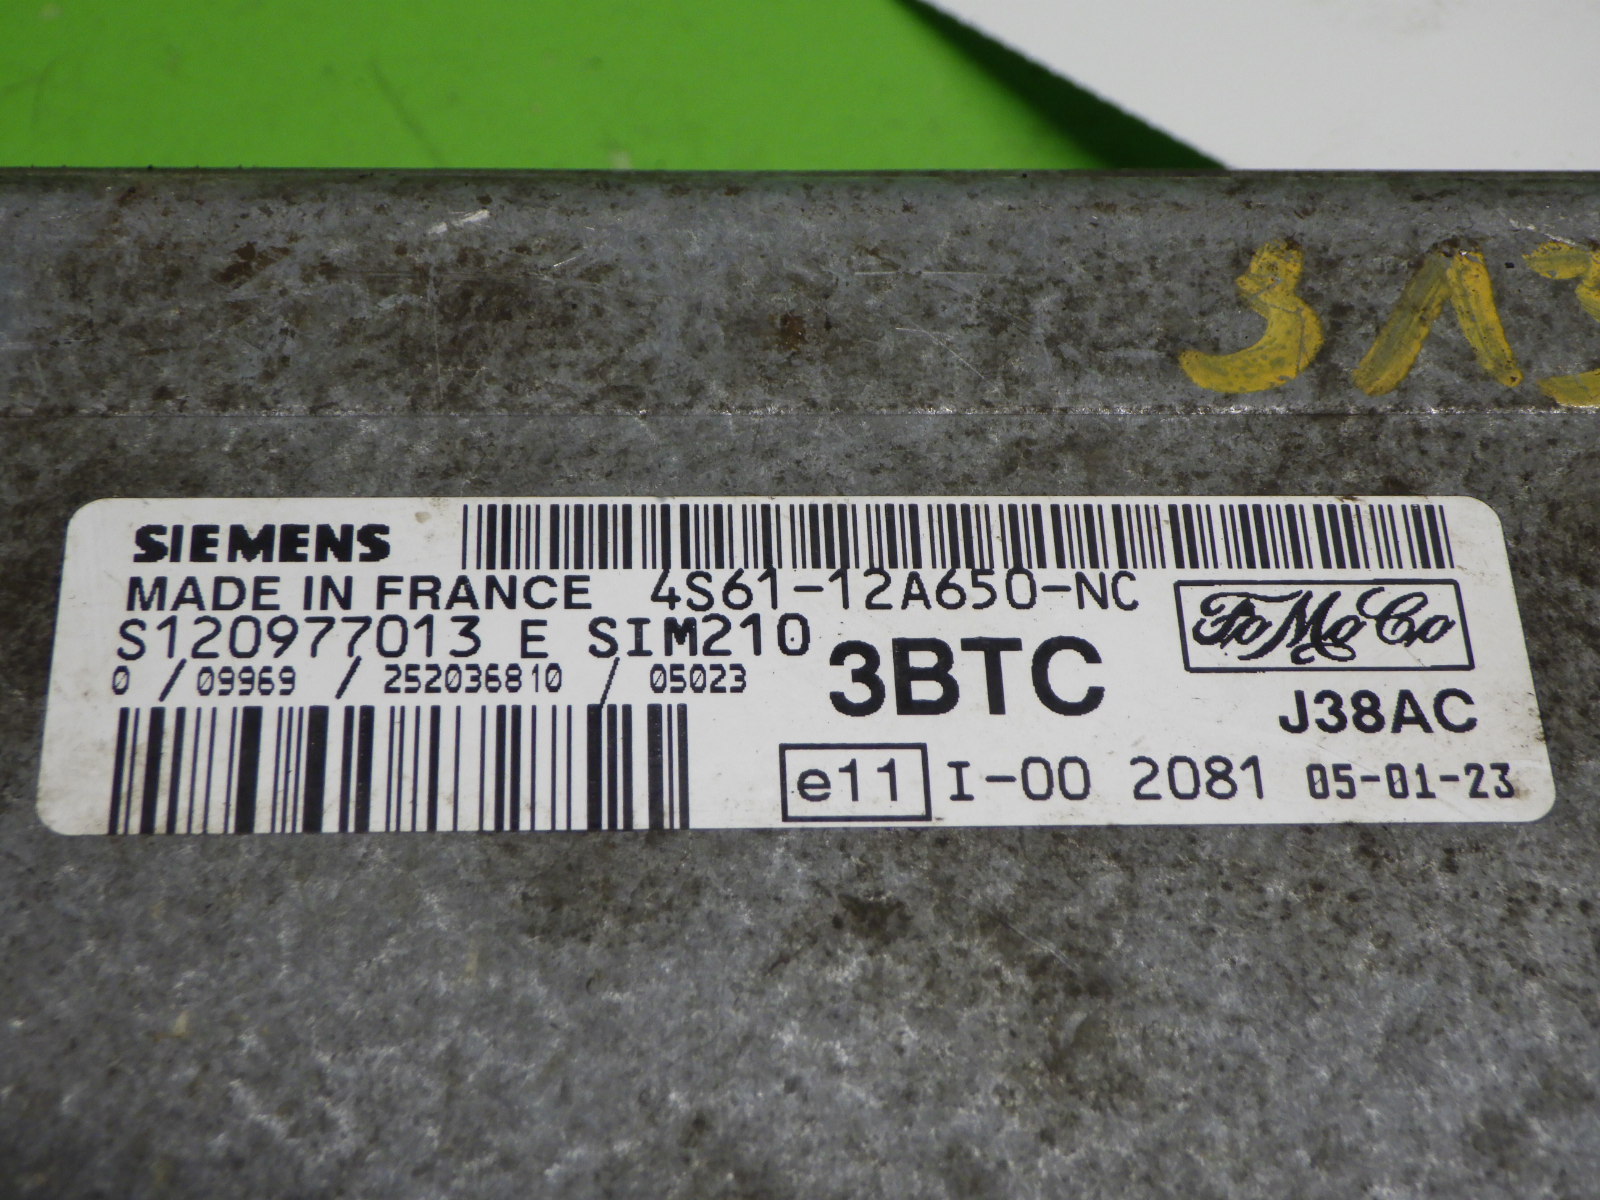 SIEMENS
MADE IN FRANCE 4S61-12A650-NC
FoMoCo
S120977013 E SIM210
3BTC
0 / 09969 / 252036810 / 05023
J38AC
e11 I-00 2081 05-01-23